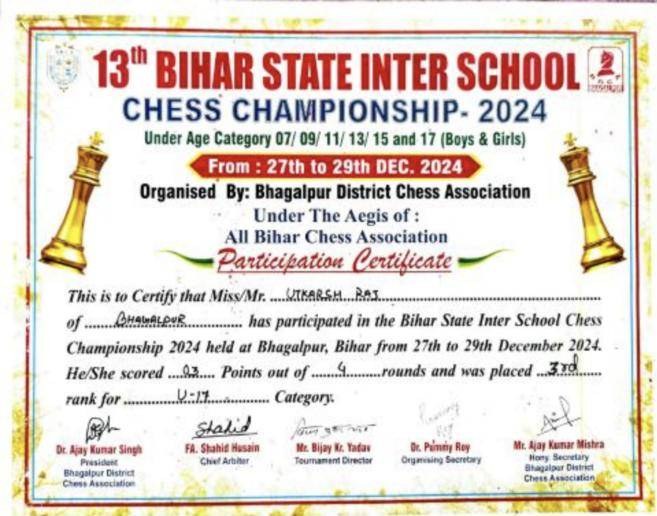 13th BIHAR STATE INTER SCHOOL
CHESS CHAMPIONSHIP- 2024
Under Age Category 07/ 09/ 11/ 13/ 15 and 17 (Boys & Girls)
From : 27th to 29th DEC. 2024
Organised By: Bhagalpur District Chess Association
Under The Aegis of :
All Bihar Chess Association
Participation Certificate
This is to Certify that Miss/Mr. UTKARSH RAJ
of BHAGALPUR has participated in the Bihar State Inter School Chess
Championship 2024 held at Bhagalpur, Bihar from 27th to 29th December 2024.
He/She scored 03 Points out of 4 rounds and was placed 3rd
rank for U-17 Category.
Shahid
Dr. Ajay Kumar Singh
President
Bhagalpur District
Chess Association
FA. Shahid Husain
Chief Arbiter
Mr. Bijay Kr. Yadav
Tournament Director
Dr. Pummy Roy
Organising Secretary
Mr. Ajay Kumar Mishra
Hony. Secretary
Bhagalpur District
Chess Association